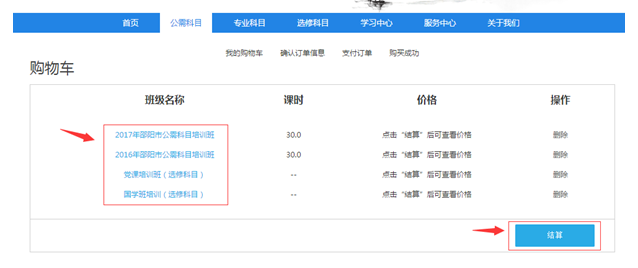 首页 公需科目 专业科目 选修科目 学习中心 服务中心 关于我们
我的购物车 确认订单信息 支付订单 购买成功
购物车
班级名称 课时 价格 操作
2017年邵阳市公需科目培训班 30.0 点击“结算”后可查看价格 删除
2016年邵阳市公需科目培训班 30.0 点击“结算”后可查看价格 删除
党课培训班（选修科目） -- 点击“结算”后可查看价格 删除
国学班培训（选修科目） -- 点击“结算”后可查看价格 删除
结算